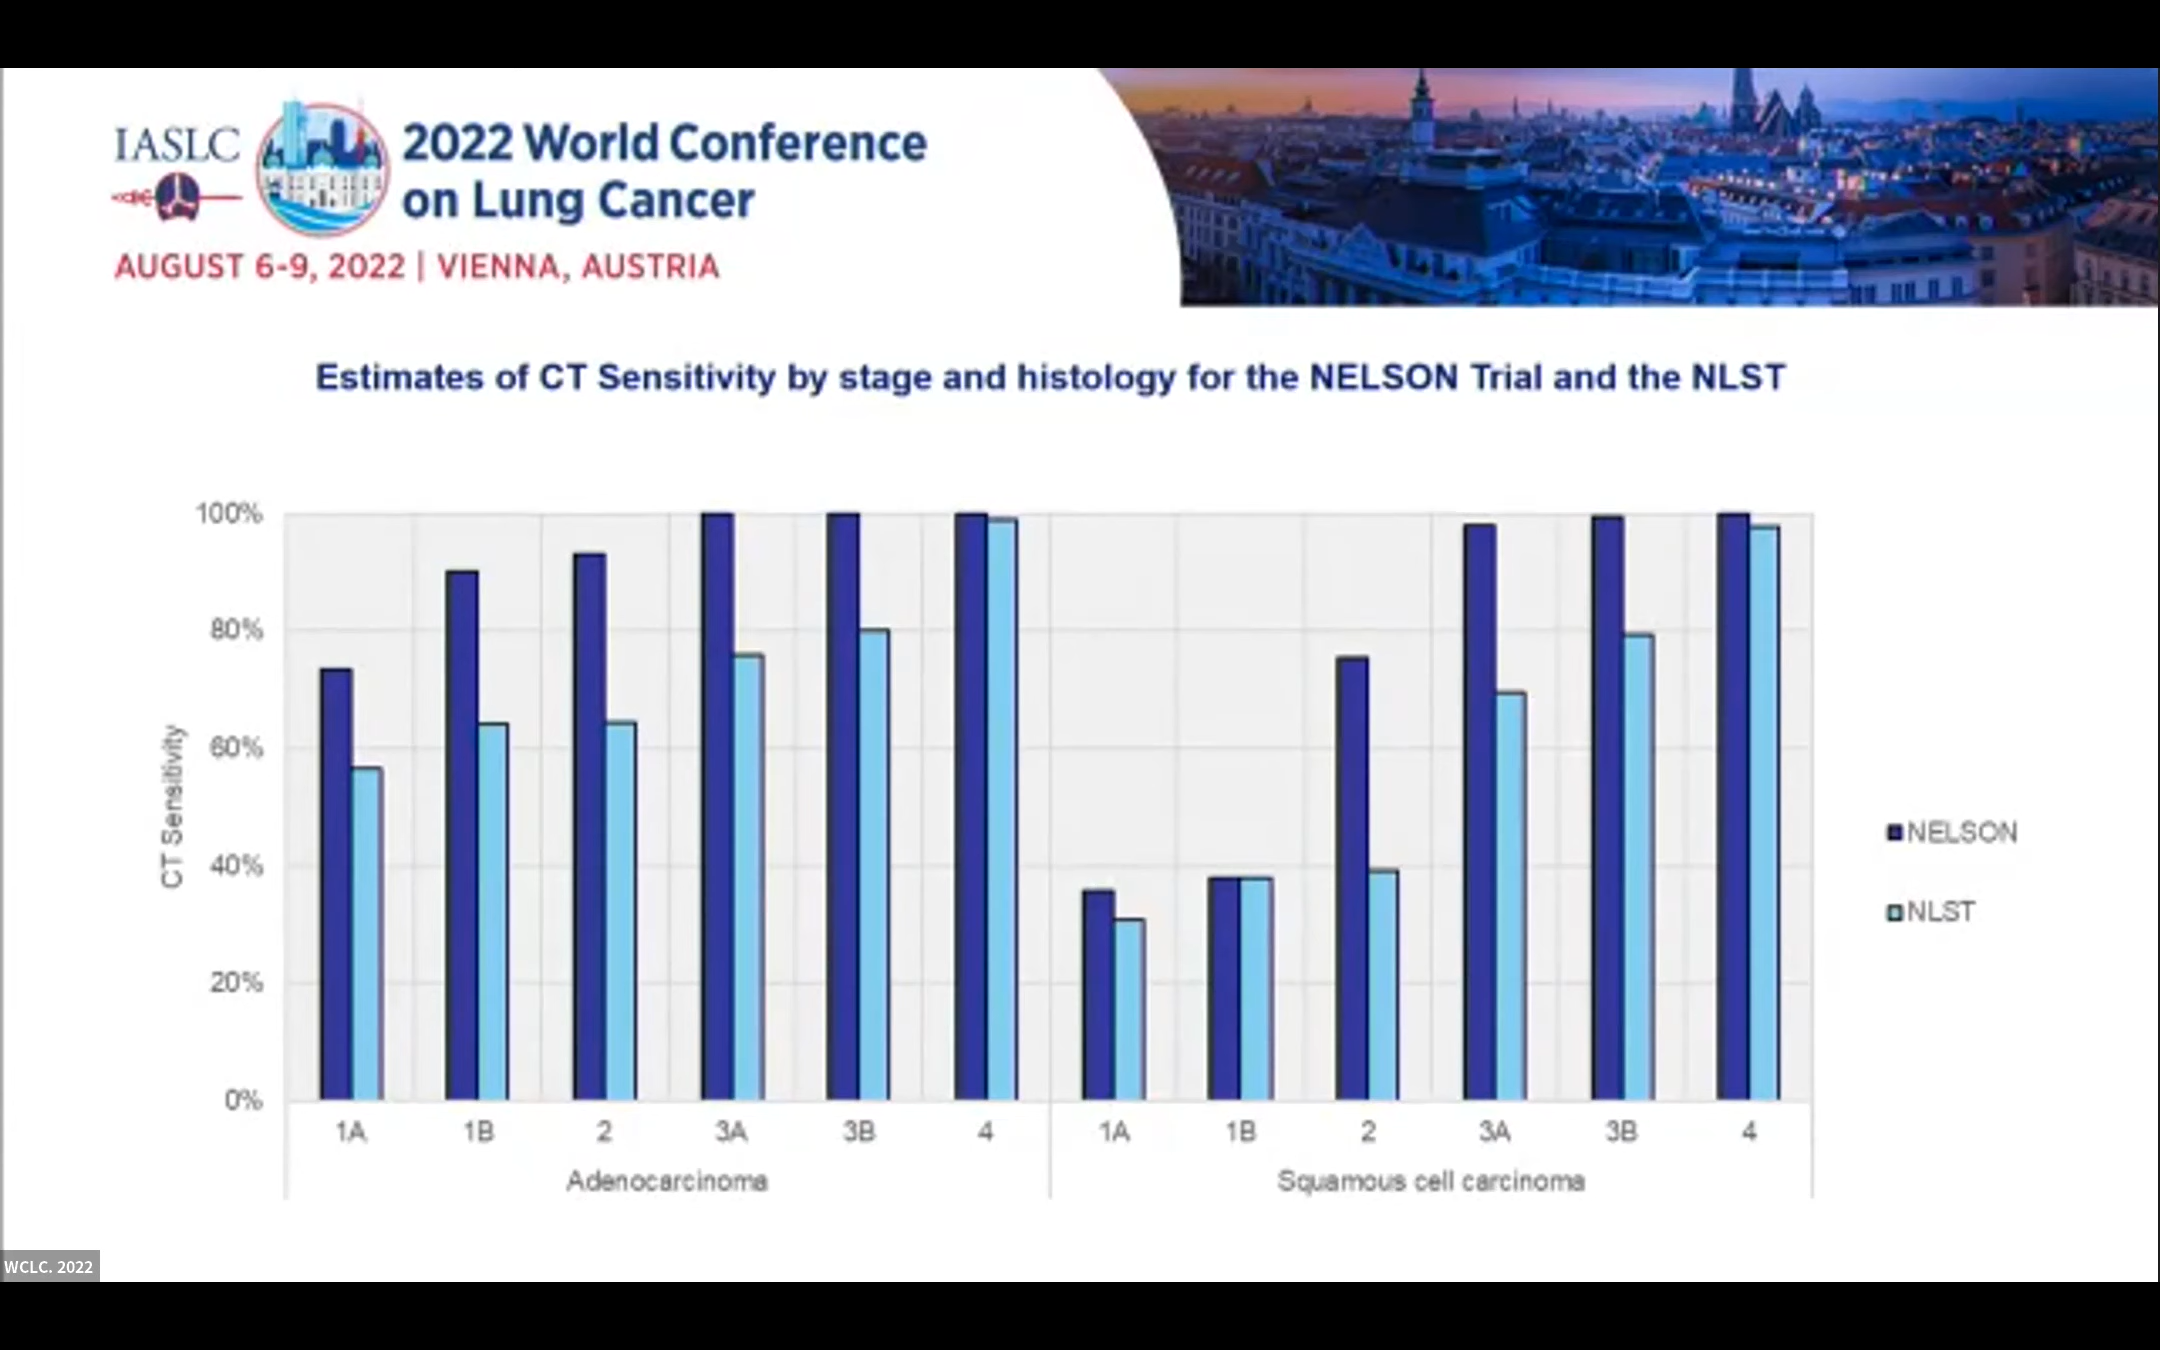 IASLC
2022 World Conference
on Lung Cancer
AUGUST 6-9, 2022 | VIENNA, AUSTRIA
Estimates of CT Sensitivity by stage and histology for the NELSON Trial and the NLST
100%
80%
60%
40%
20%
0%
CT Sensitivity
1A 1B 2 3A 3B 4 1A 1B 2 3A 3B 4
Adenocarcinoma Squamous cell carcinoma
NELSON
NLST
WCLC. 2022